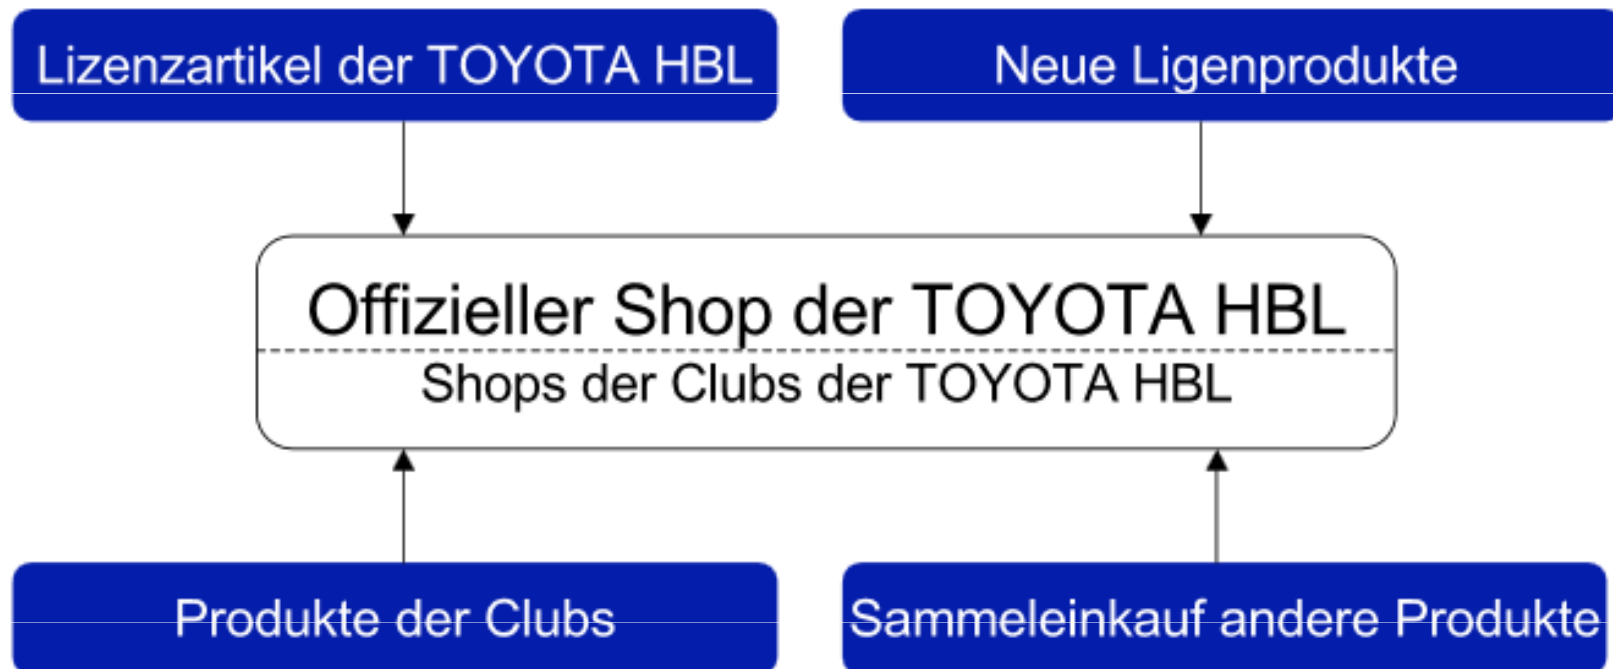 Lizenzartikel der TOYOTA HBL
Neue Ligenprodukte
Offizieller Shop der TOYOTA HBL
Shops der Clubs der TOYOTA HBL
Produkte der Clubs
Sammeleinkauf andere Produkte